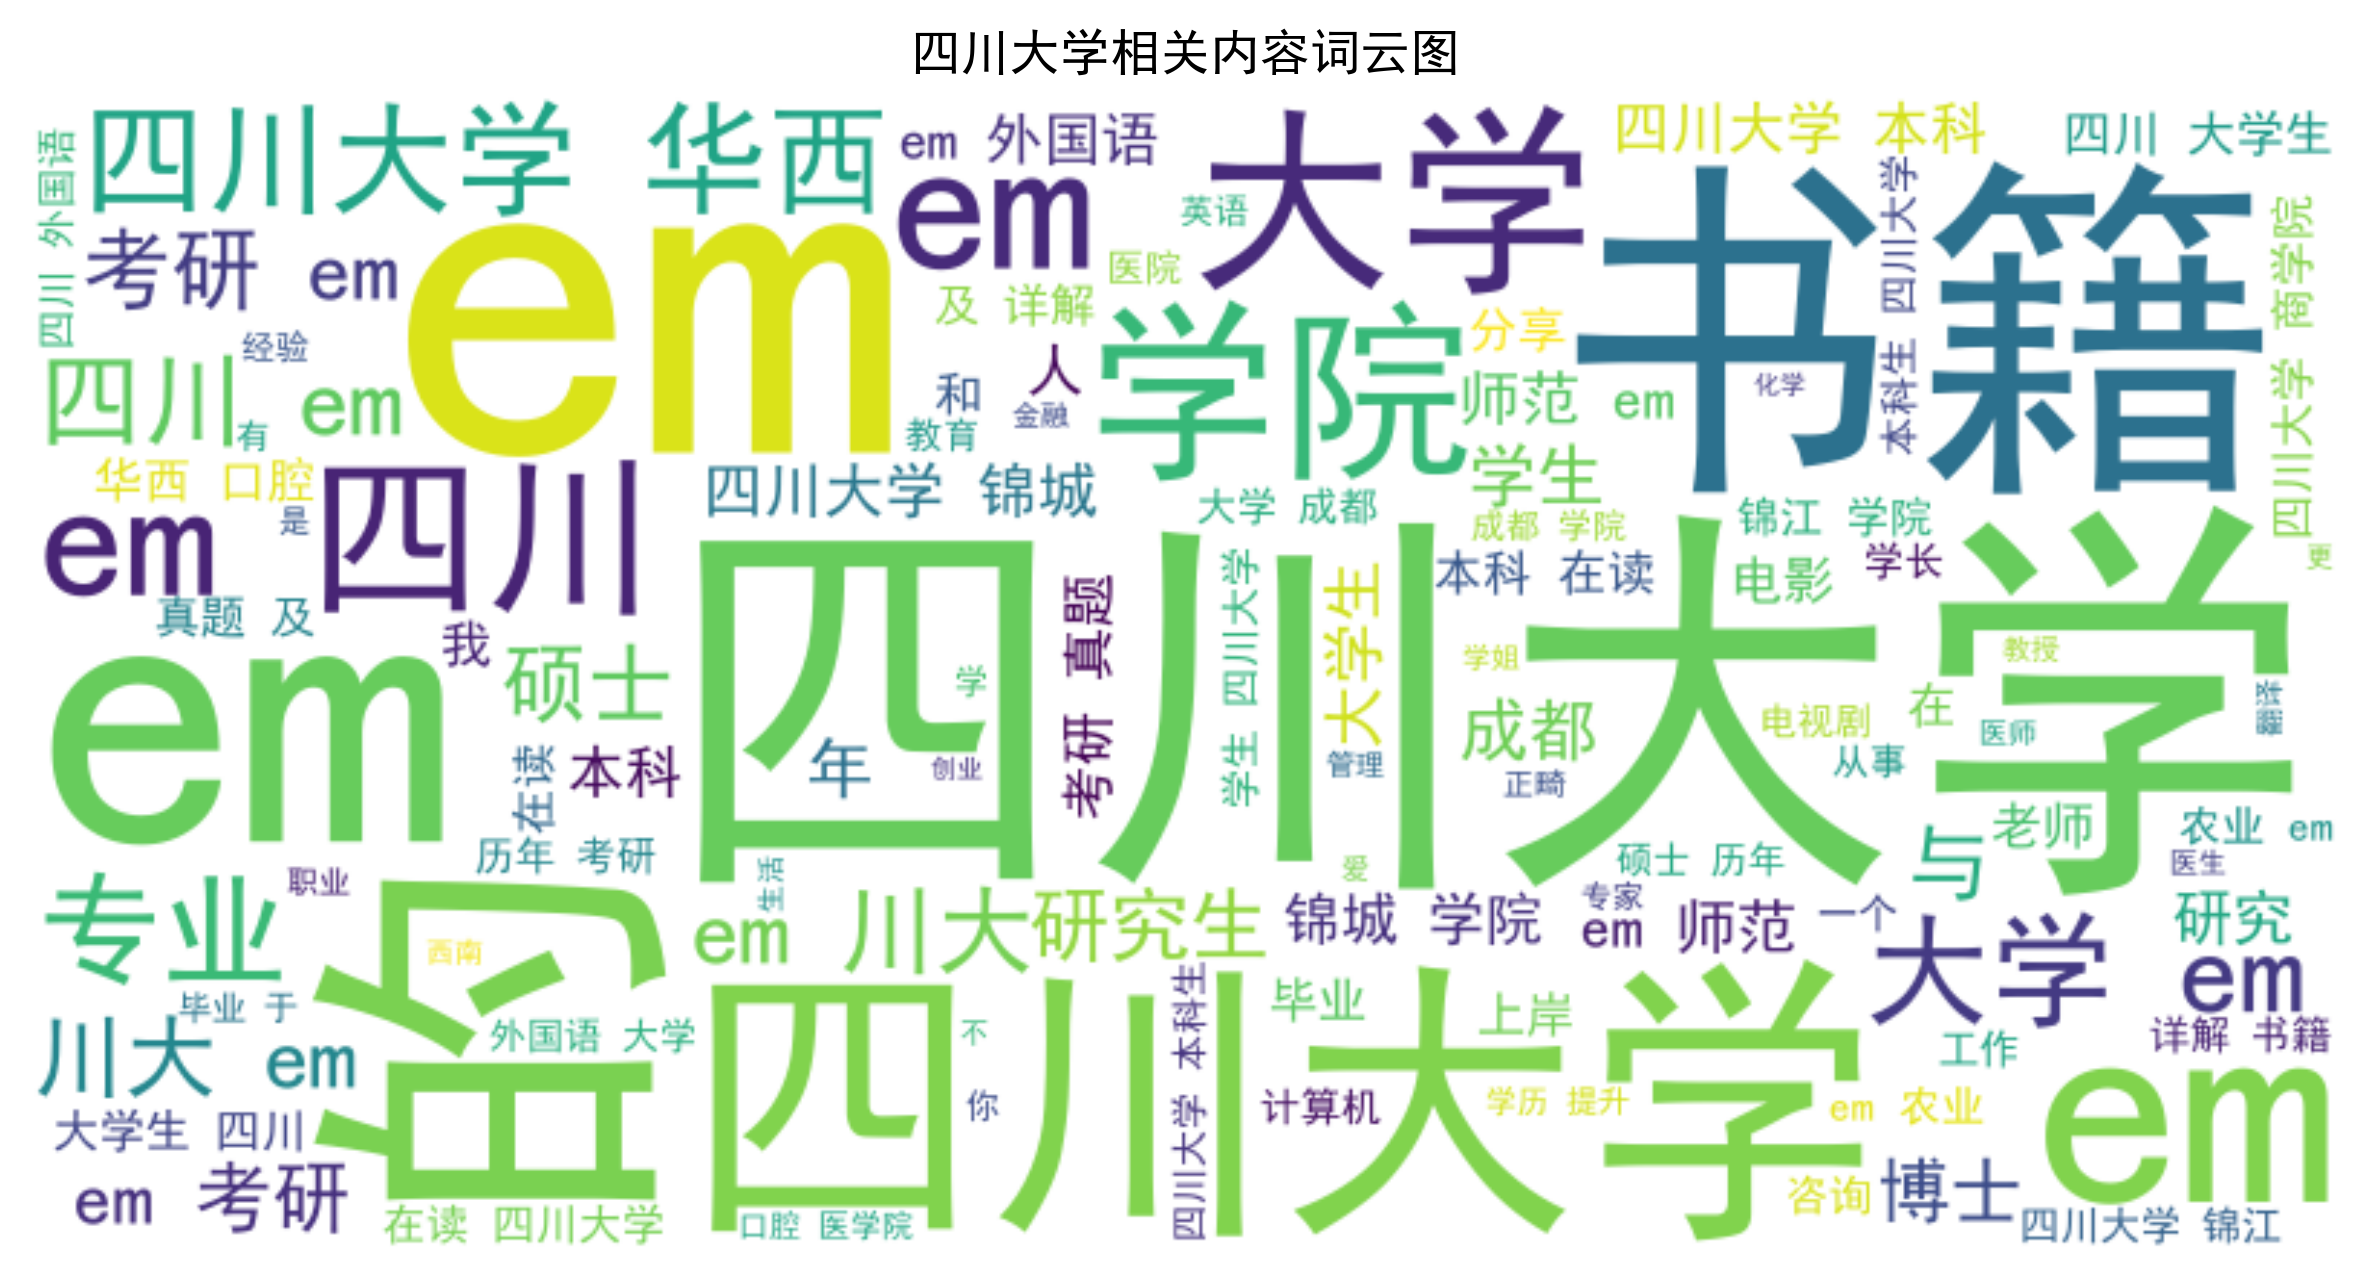 四川大学相关内容词云图
四川 外国语
四川大学 华西
em 外国语
大学
四川大学 本科
四川 大学生
考研 em
em
em
英语
书籍
本科生 四川大学
四川大学 商学院
医院
及 详解
学院
分享
经验
四川 em
有
和
人
金融
教育
师范 em
化学
华西 口腔
em
是
四川
四川大学 锦城
大学 成都
学生
成都 学院
锦江 学院
真题 及
我
四川大学
考研 真题
学生 四川大学
大学生
本科 在读
电影
学长
更
em
硕士
学
学姐
教授
在读
本科
年
创业
管理
成都
正畸
电视剧
从事
在
医师
翻译
专业
职业
历年 考研
生活
爱
硕士 历年
与
老师
农业 em
医生
的
西南
em 川大
研究生
锦城 学院
专家
em 师范
一个
大学 em
研究
毕业 于
川大 em
外国语 大学
四川大学
不
你
四川大学 本科生
毕业
上岸
工作
详解 书籍
大学生 四川
计算机
学历 提升
em 农业
em
em 考研
在读 四川大学
口腔 医学院
咨询
博士
四川大学 锦江